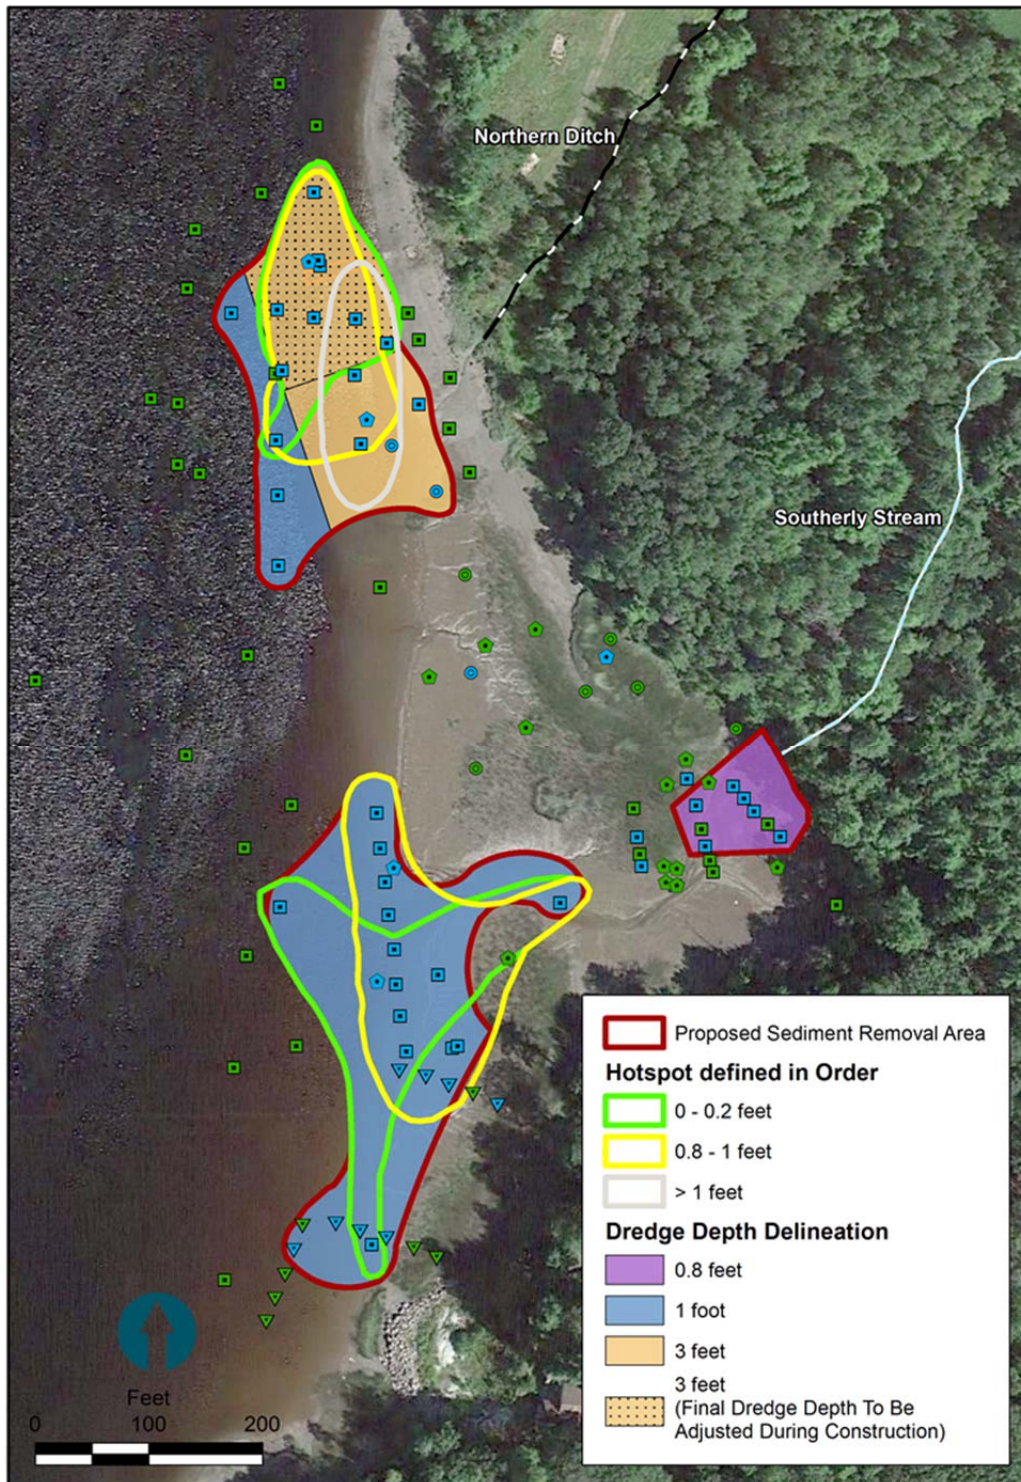 Northern Ditch
Southerly Stream
Proposed Sediment Removal Area
Hotspot defined in Order
0 - 0.2 feet
0.8 - 1 feet
> 1 feet
Dredge Depth Delineation
0.8 feet
1 foot
3 feet
3 feet
(Final Dredge Depth To Be
Adjusted During Construction)
Feet
0 100 200